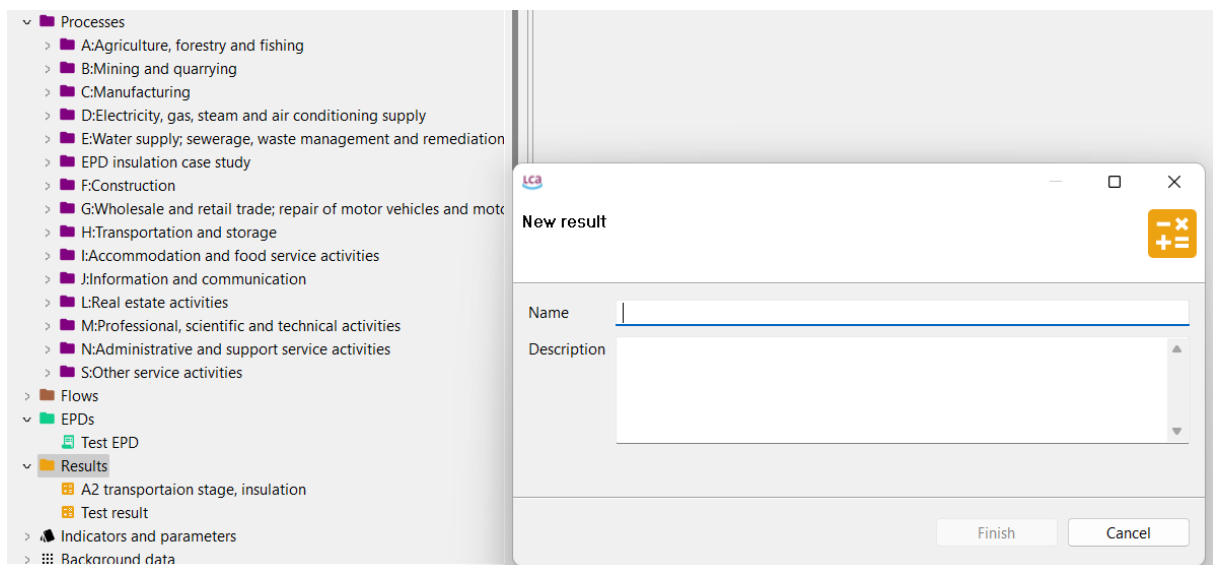 Processes
A:Agriculture, forestry and fishing
B:Mining and quarrying
C:Manufacturing
D:Electricity, gas, steam and air conditioning supply
E:Water supply; sewerage, waste management and remediation
EPD insulation case study
F:Construction
G:Wholesale and retail trade; repair of motor vehicles and moto
H:Transportation and storage
I:Accommodation and food service activities
J:Information and communication
L:Real estate activities
M:Professional, scientific and technical activities
N:Administrative and support service activities
S:Other service activities
Flows
EPDs
Test EPD
Results
A2 transportaion stage, insulation
Test result
Indicators and parameters
Background data
LCa
New result
Name
Description
Finish Cancel